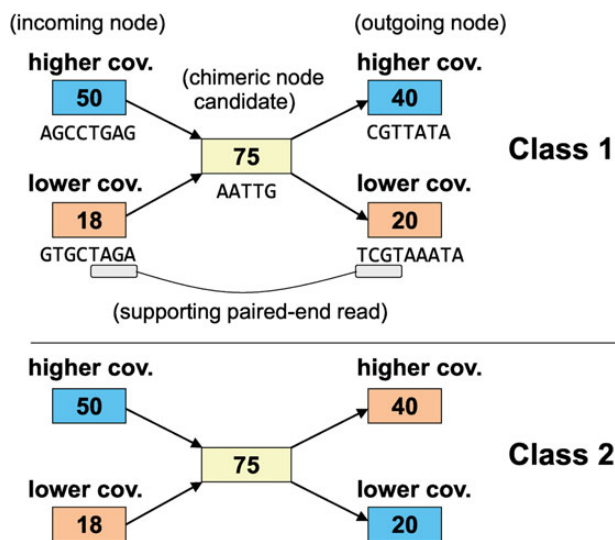 (incoming node)
(outgoing node)
higher cov.
(chimeric node
candidate)
higher cov.
50
40
AGCCTGAG
CGTTATA
Class 1
75
AATTG
lower cov.
lower cov.
18
20
GTGCTAGA
TCGTAAATA
(supporting paired-end read)
higher cov.
higher cov.
50
40
75
Class 2
lower cov.
lower cov.
18
20